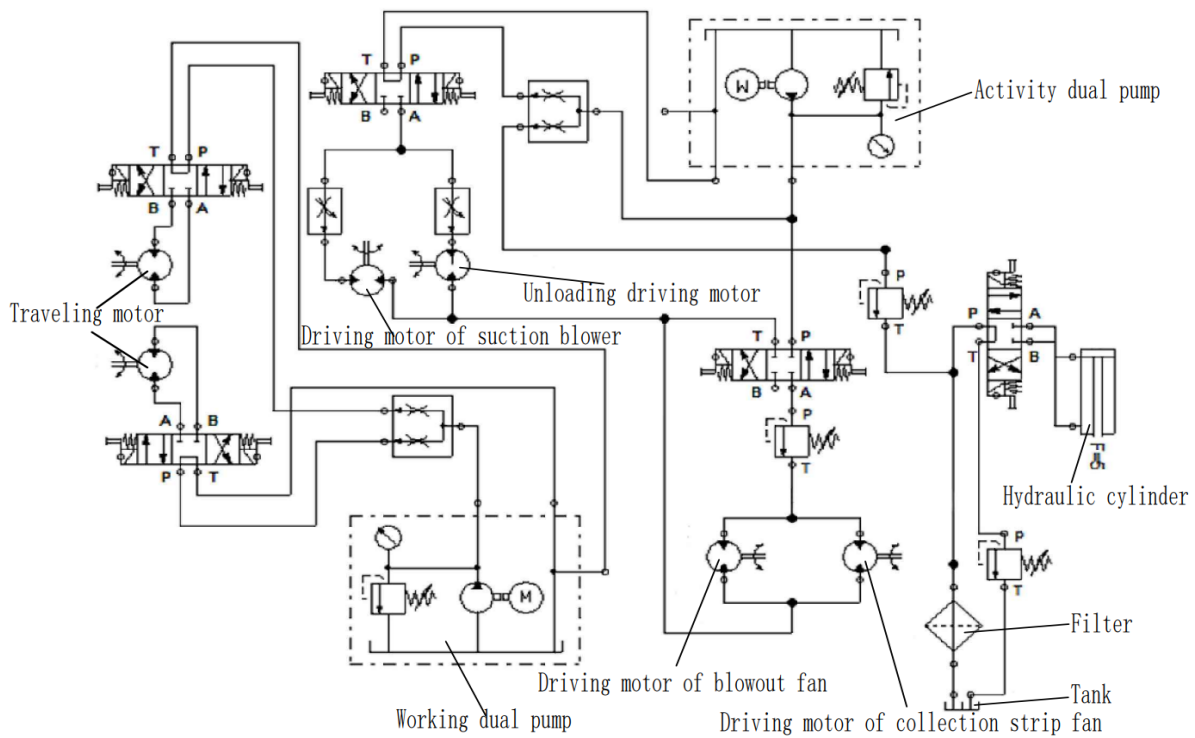 T P
B A
W
Activity dual pump
T P
B A
P
T
Unloading driving motor
Traveling motor
Driving motor of suction blower
P A
T B
T P
B A
P
T
A B
P T
Hydraulic cylinder
P
T
M
Filter
Driving motor of blowout fan
Tank
Working dual pump
Driving motor of collection strip fan